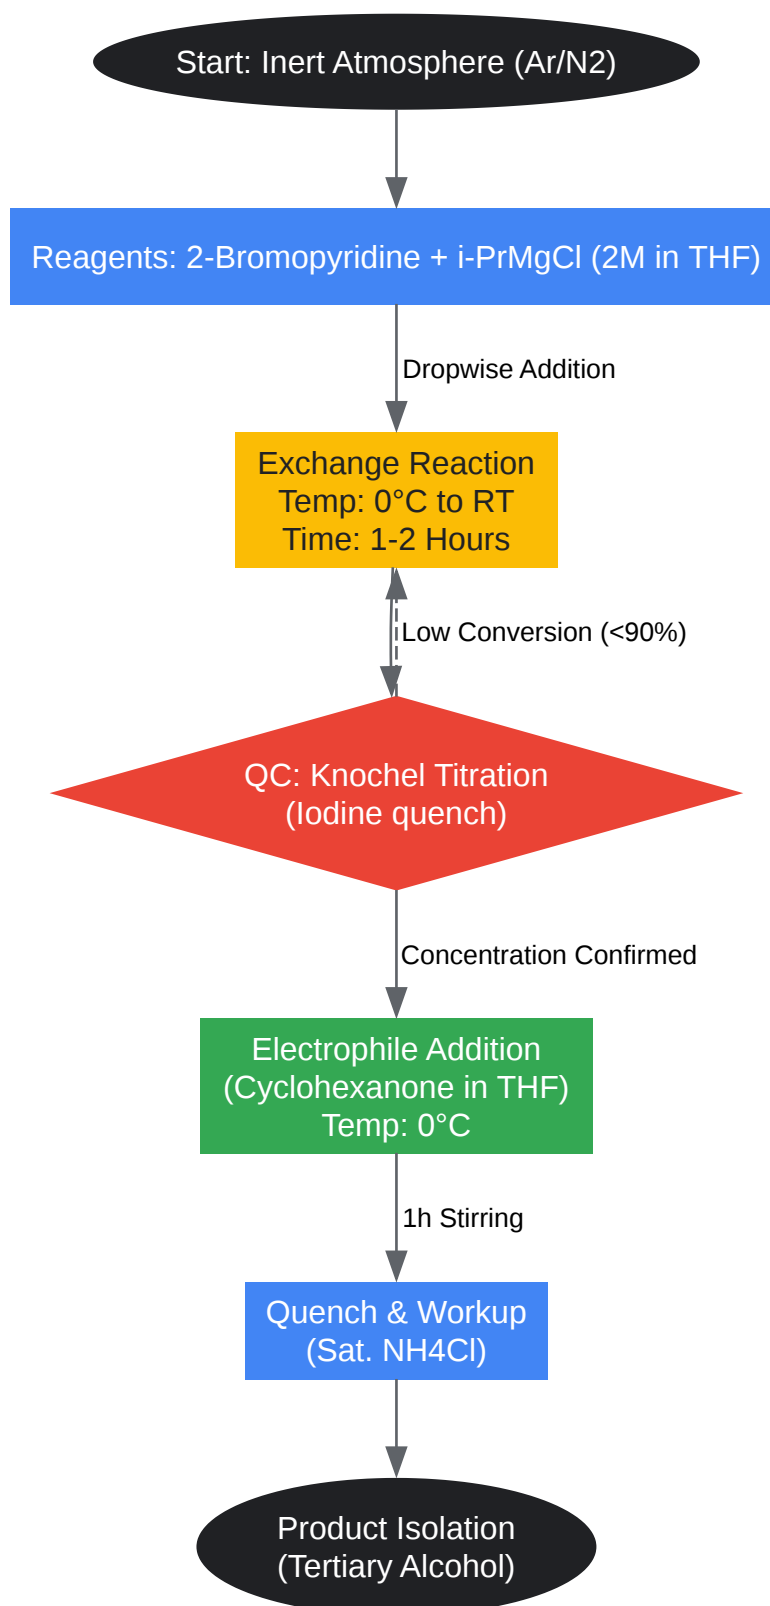 Start: Inert Atmosphere (Ar/N2)
Reagents: 2-Bromopyridine + i-PrMgCl (2M in THF)
Dropwise Addition
Exchange Reaction
Temp: 0°C to RT
Time: 1-2 Hours
Low Conversion (<90%)
QC: Knochel Titration
(Iodine quench)
Concentration Confirmed
Electrophile Addition
(Cyclohexanone in THF)
Temp: 0°C
1h Stirring
Quench & Workup
(Sat. NH4Cl)
Product Isolation
(Tertiary Alcohol)